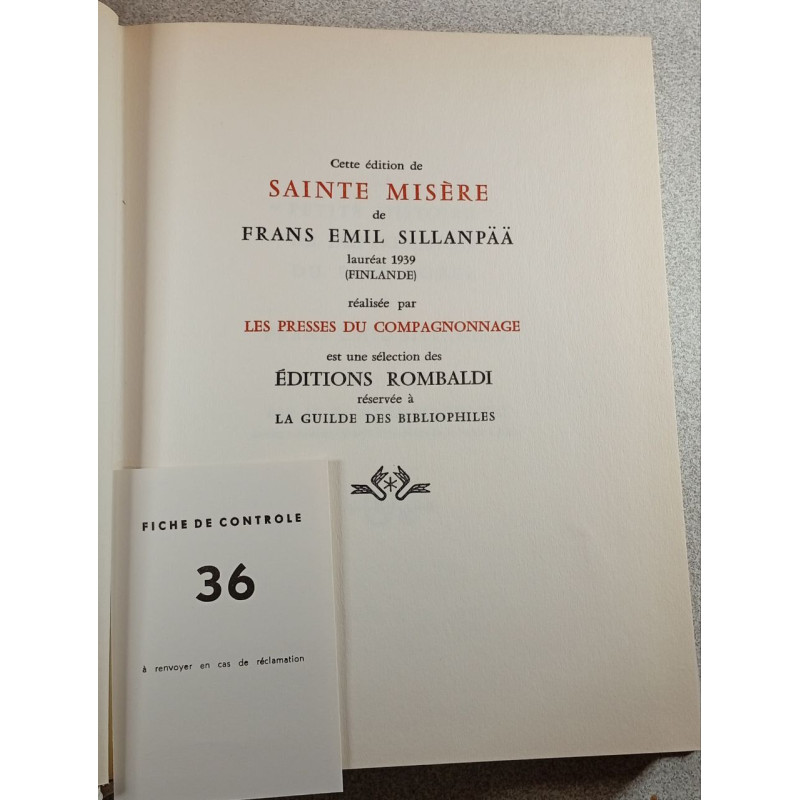 Cette édition de
SAINTE MISÈRE
de
FRANS EMIL SILLANPÄÄ
lauréat 1939
(FINLANDE)
réalisée par
LES PRESSES DU COMPAGNONNAGE
est une sélection des
ÉDITIONS ROMBALDI
réservée à
LA GUILDE DES BIBLIOPHILES
FICHE DE CONTROLE
36
à renvoyer en cas de réclamation